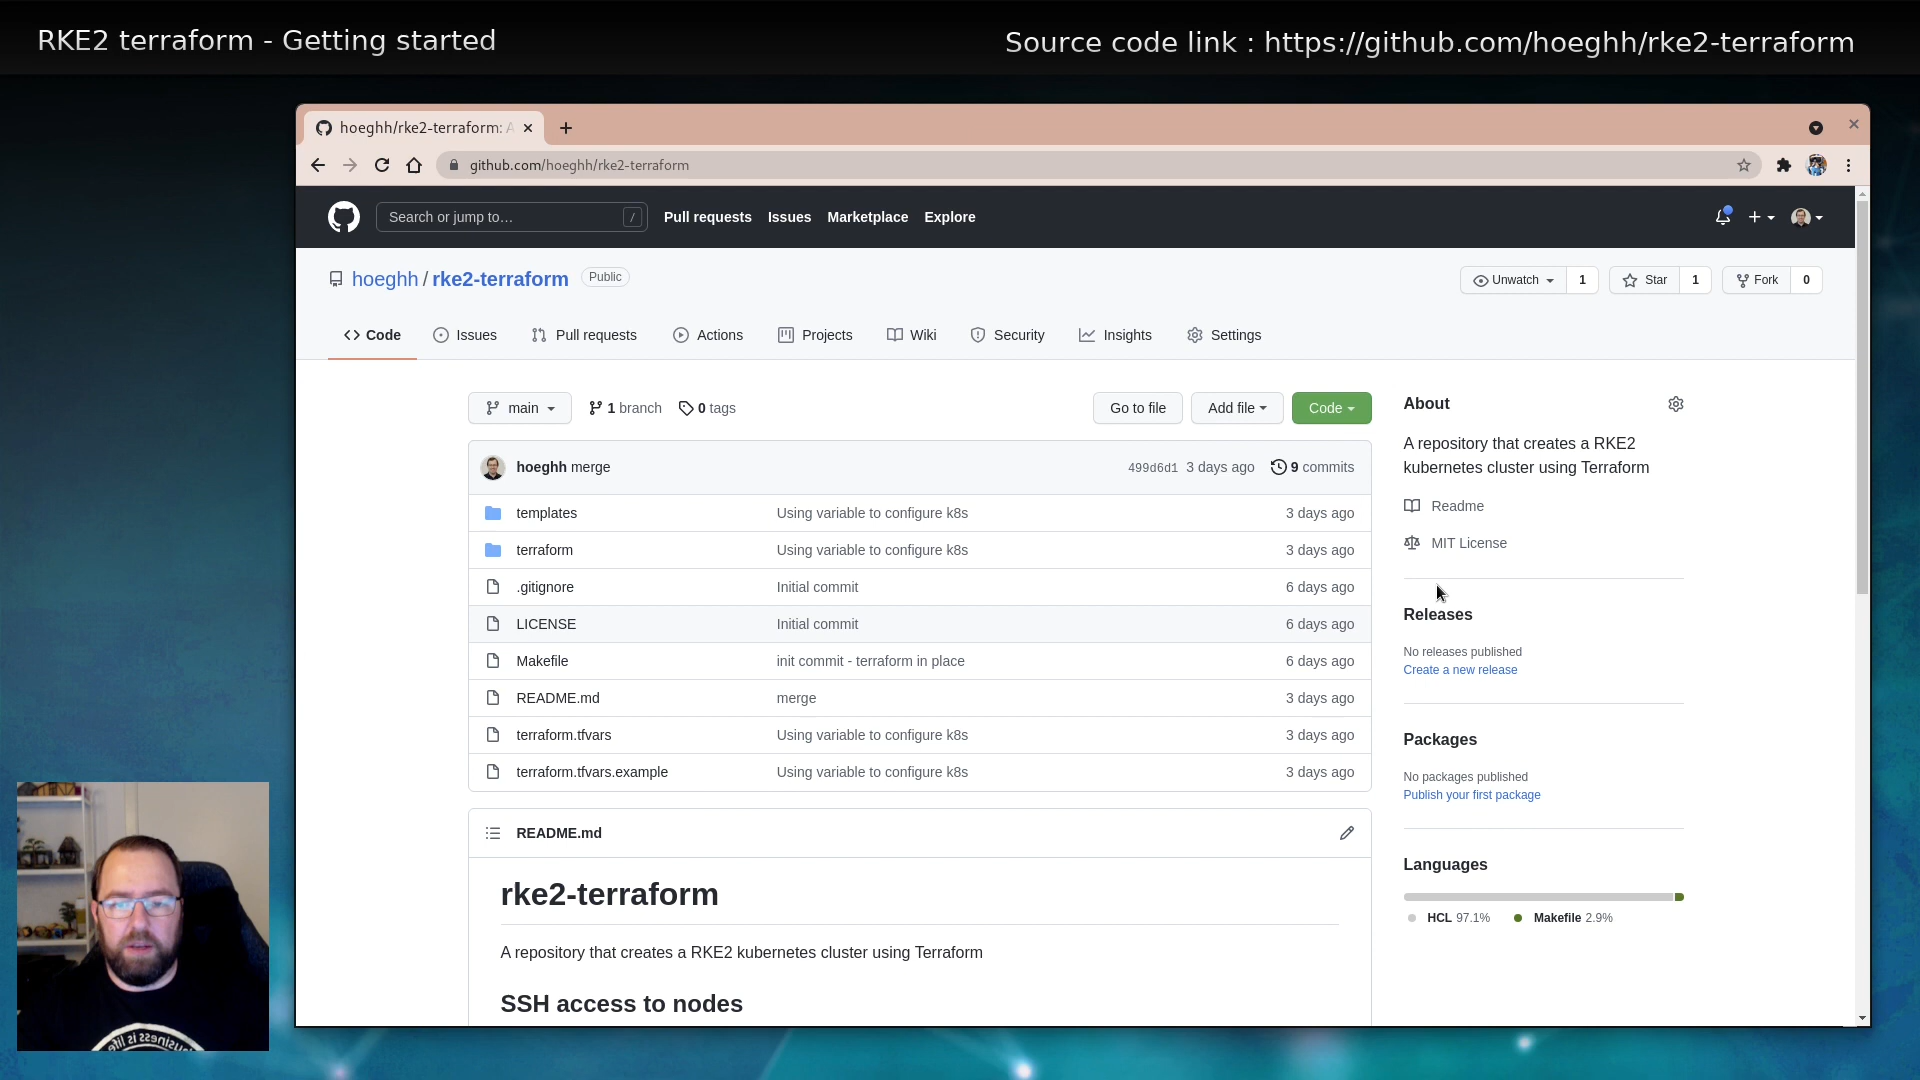 RKE2 terraform - Getting started
Source code link : https://github.com/hoeghh/rke2-terraform
hoeghh/rke2-terraform: A
github.com/hoeghh/rke2-terraform
Search or jump to… /
Pull requests Issues Marketplace Explore
hoeghh / rke2-terraform Public
Unwatch 1 Star 1 Fork 0
Code Issues Pull requests Actions Projects Wiki Security Insights Settings
main 1 branch 0 tags
Go to file Add file Code
hoeghh merge 499d6d1 3 days ago 9 commits
templates Using variable to configure k8s 3 days ago
terraform Using variable to configure k8s 3 days ago
.gitignore Initial commit 6 days ago
LICENSE Initial commit 6 days ago
Makefile init commit - terraform in place 6 days ago
README.md merge 3 days ago
terraform.tfvars Using variable to configure k8s 3 days ago
terraform.tfvars.example Using variable to configure k8s 3 days ago
README.md
rke2-terraform
A repository that creates a RKE2 kubernetes cluster using Terraform
SSH access to nodes
About
A repository that creates a RKE2
kubernetes cluster using Terraform
Readme
MIT License
Releases
No releases published
Create a new release
Packages
No packages published
Publish your first package
Languages
HCL 97.1% Makefile 2.9%